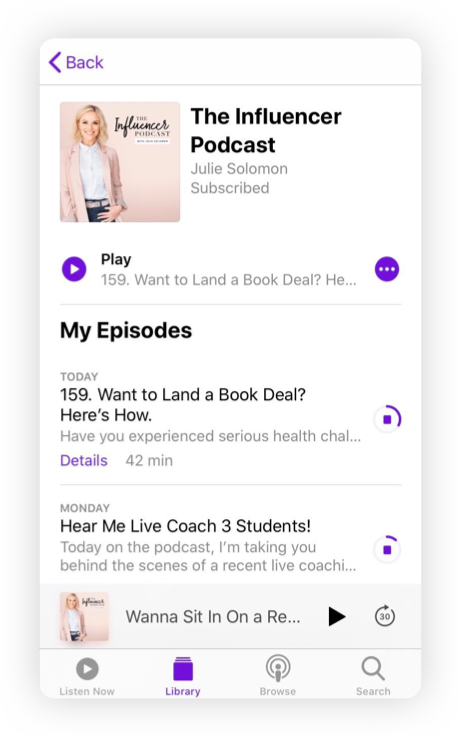 Back
THE
Influencer
PODCAST
WITH JULIE SOLOMON
The Influencer
Podcast
Julie Solomon
Subscribed
Play
159. Want to Land a Book Deal? He...
My Episodes
TODAY
159. Want to Land a Book Deal?
Here's How.
Have you experienced serious health chal...
Details 42 min
MONDAY
Hear Me Live Coach 3 Students!
Today on the podcast, I'm taking you
behind the scenes of a recent live coachi...
Influencer
Wanna Sit In On a Re...
30
Listen Now Library Browse Search